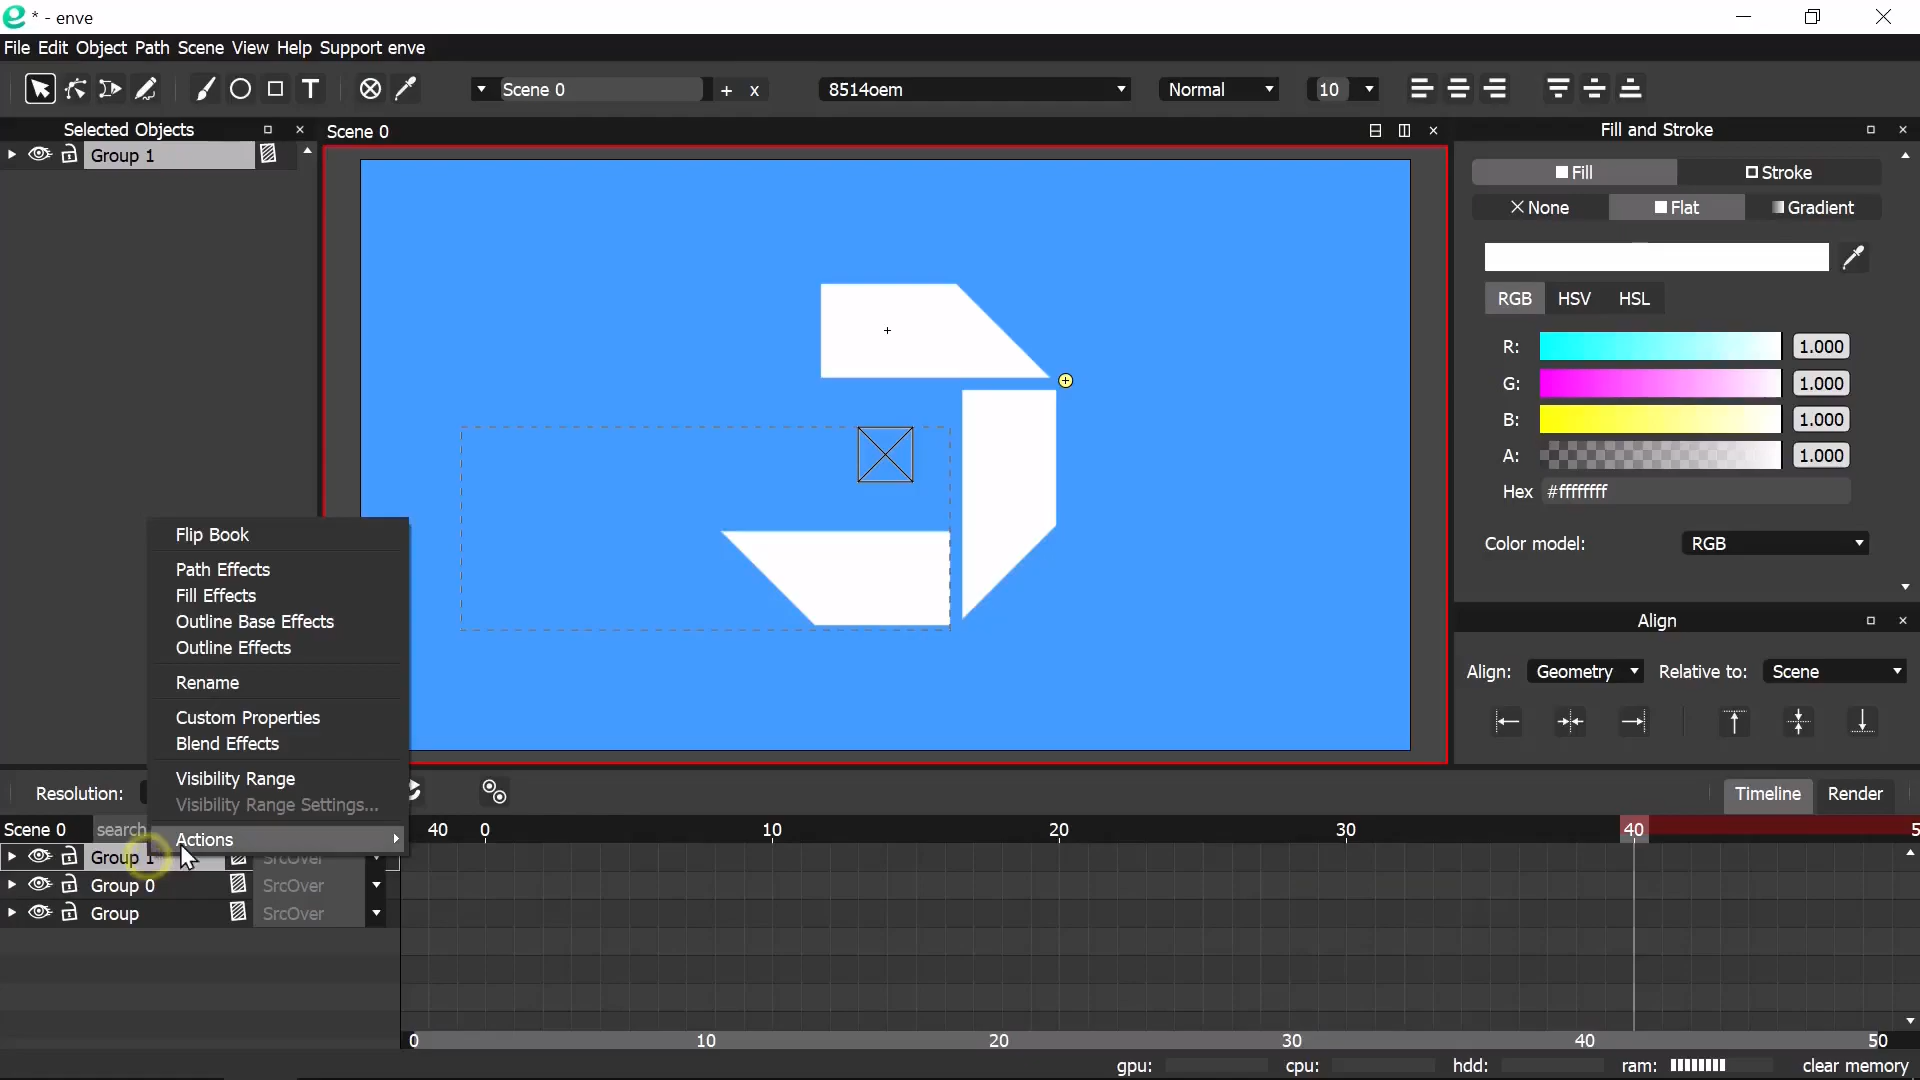 * - enve
File Edit Object Path Scene View Help Support enve
T Scene 0 + x 8514oem Normal 10
Selected Objects
Group 1
Scene 0
Fill and Stroke
Fill Stroke
None Flat Gradient
RGB HSV HSL
R: 1.000
G: 1.000
B: 1.000
A: 1.000
Hex #ffffffff
Color model: RGB
Align
Align: Geometry Relative to: Scene
Flip Book
Path Effects
Fill Effects
Outline Base Effects
Outline Effects
Rename
Custom Properties
Blend Effects
Visibility Range
Visibility Range Settings...
Actions
Resolution:
Timeline Render
Scene 0 search 40 0 10 20 30 40 5
Group 1 SrcOver
Group 0 SrcOver
Group SrcOver
0 10 20 30 40 50
gpu: cpu: hdd: ram: clear memory